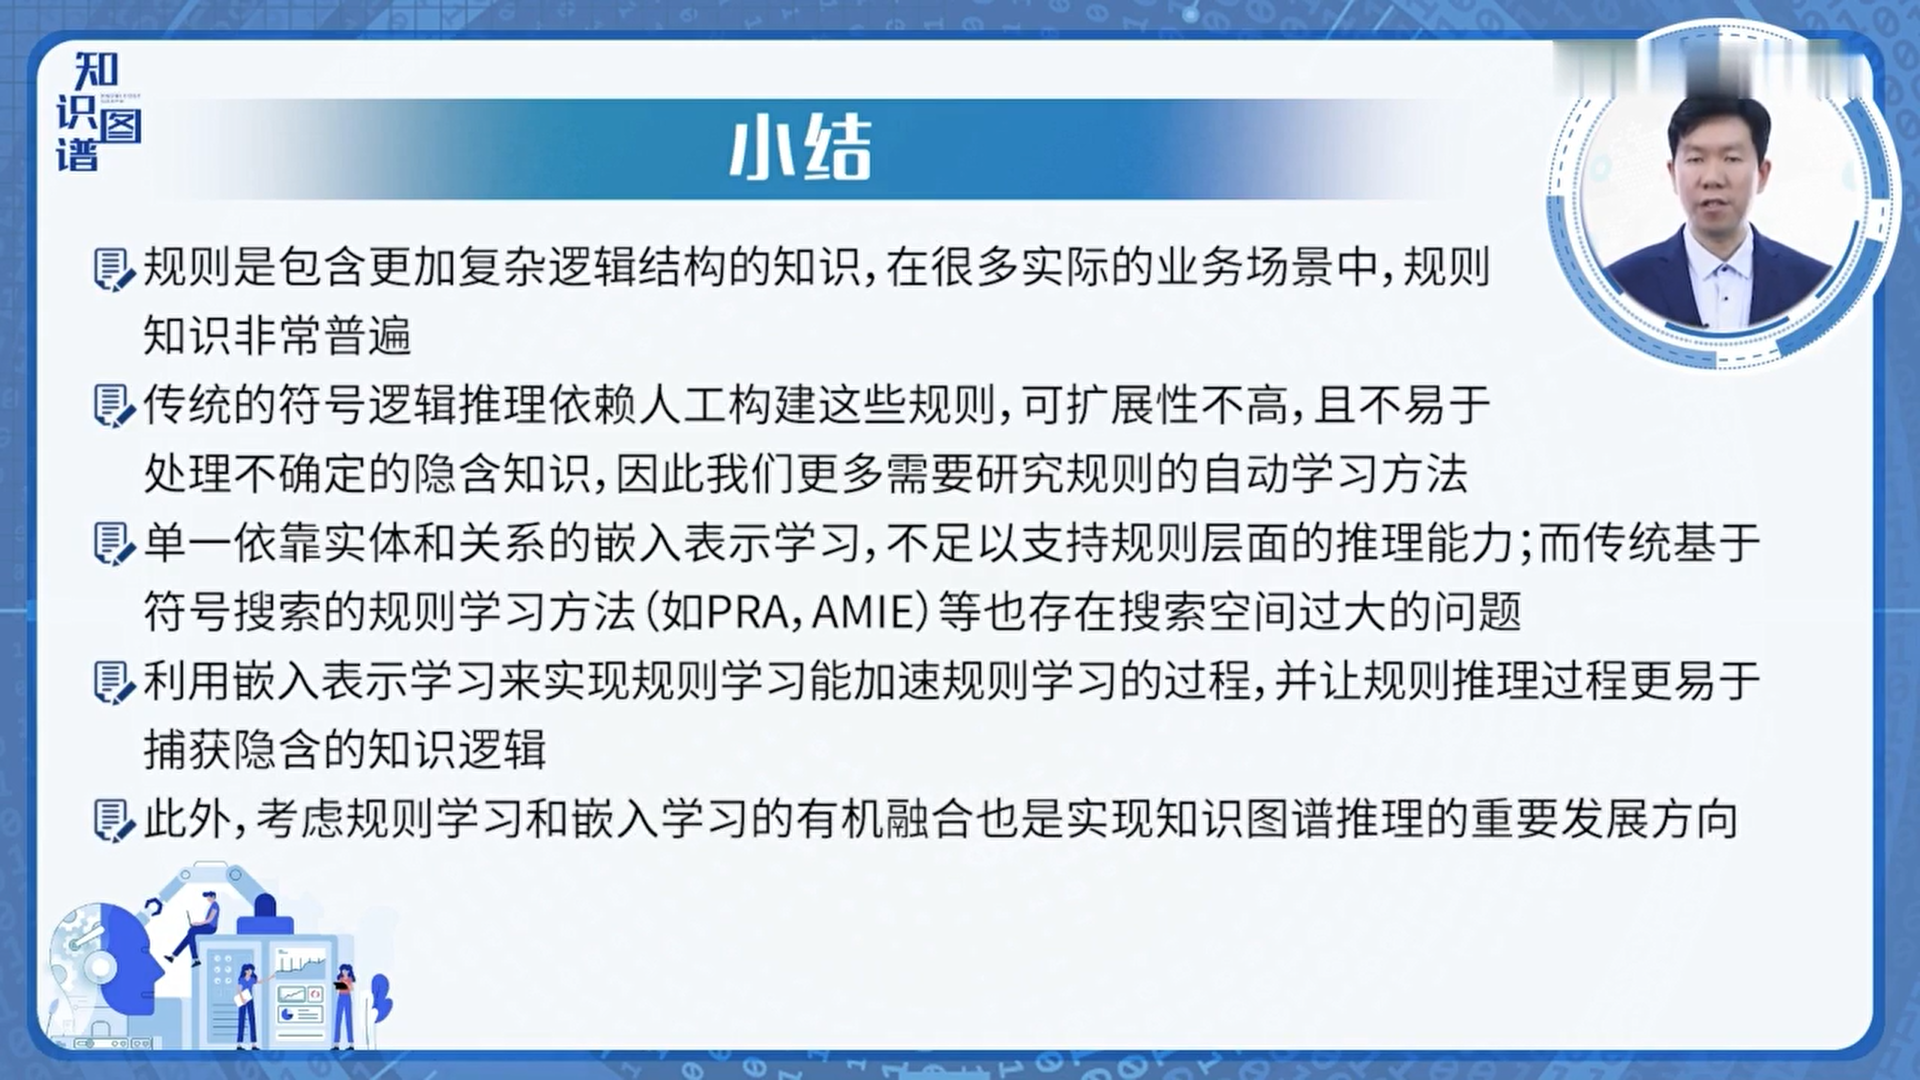 知
识图
谱
小结
规则是包含更加复杂逻辑结构的知识，在很多实际的业务场景中，规则
知识非常普遍
传统的符号逻辑推理依赖人工构建这些规则，可扩展性不高，且不易于
处理不确定的隐含知识，因此我们更多需要研究规则的自动学习方法
单一依靠实体和关系的嵌入表示学习，不足以支持规则层面的推理能力；而传统基于
符号搜索的规则学习方法（如PRA，AMIE）等也存在搜索空间过大的问题
利用嵌入表示学习来实现规则学习能加速规则学习的过程，并让规则推理过程更易于
捕获隐含的知识逻辑
此外，考虑规则学习和嵌入学习的有机融合也是实现知识图谱推理的重要发展方向